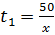 t₁ = 50/x